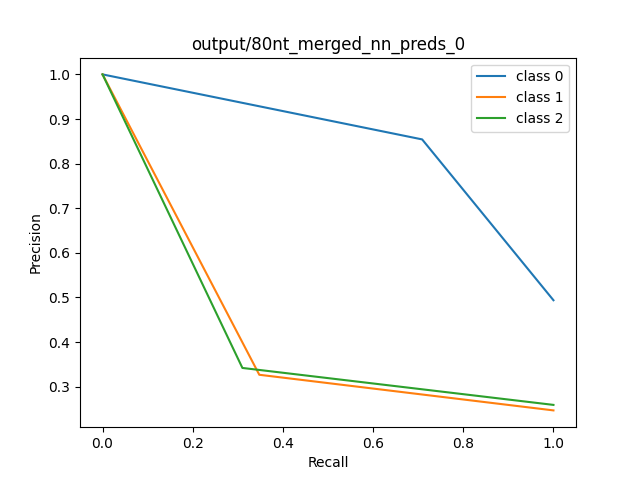 output/80nt_merged_nn_preds_0
class 0
class 1
class 2
Precision
1.0
0.9
0.8
0.7
0.6
0.5
0.4
0.3
0.0 0.2 0.4 0.6 0.8 1.0
Recall